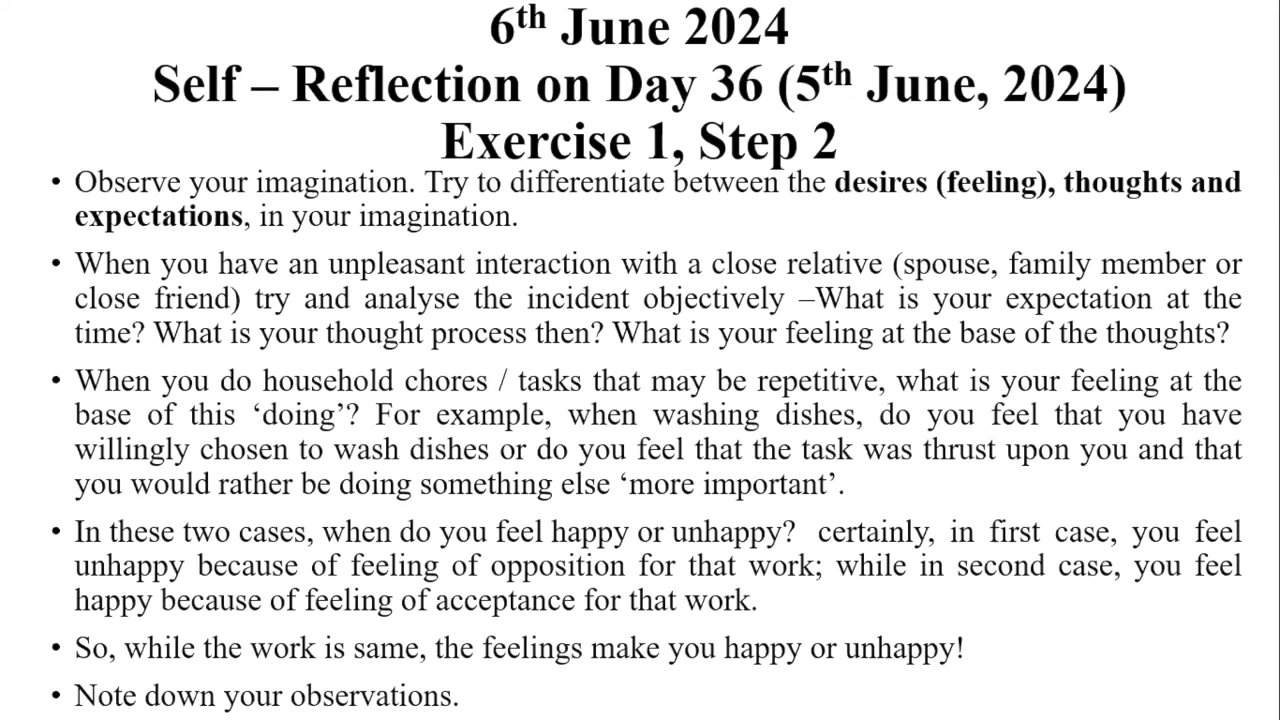 6th June 2024
Self – Reflection on Day 36 (5th June, 2024)
Exercise 1, Step 2
• Observe your imagination. Try to differentiate between the desires (feeling), thoughts and
expectations, in your imagination.
• When you have an unpleasant interaction with a close relative (spouse, family member or
close friend) try and analyse the incident objectively –What is your expectation at the
time? What is your thought process then? What is your feeling at the base of the thoughts?
• When you do household chores / tasks that may be repetitive, what is your feeling at the
base of this ‘doing’? For example, when washing dishes, do you feel that you have
willingly chosen to wash dishes or do you feel that the task was thrust upon you and that
you would rather be doing something else ‘more important’.
• In these two cases, when do you feel happy or unhappy? certainly, in first case, you feel
unhappy because of feeling of opposition for that work; while in second case, you feel
happy because of feeling of acceptance for that work.
• So, while the work is same, the feelings make you happy or unhappy!
• Note down your observations.